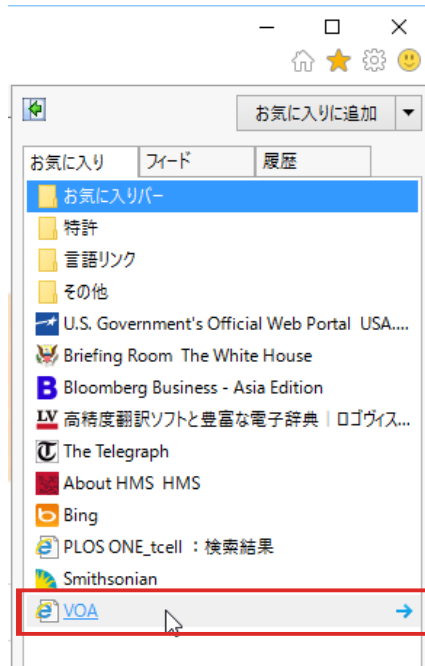 お気に入りに追加
お気に入り フィード 履歴
お気に入りバー
特許
言語リンク
その他
U.S. Government's Official Web Portal USA....
Briefing Room The White House
Bloomberg Business - Asia Edition
高精度翻訳ソフトと豊富な電子辞典｜ロゴヴィス...
The Telegraph
About HMS HMS
Bing
PLOS ONE_tcell ：検索結果
Smithsonian
VOA